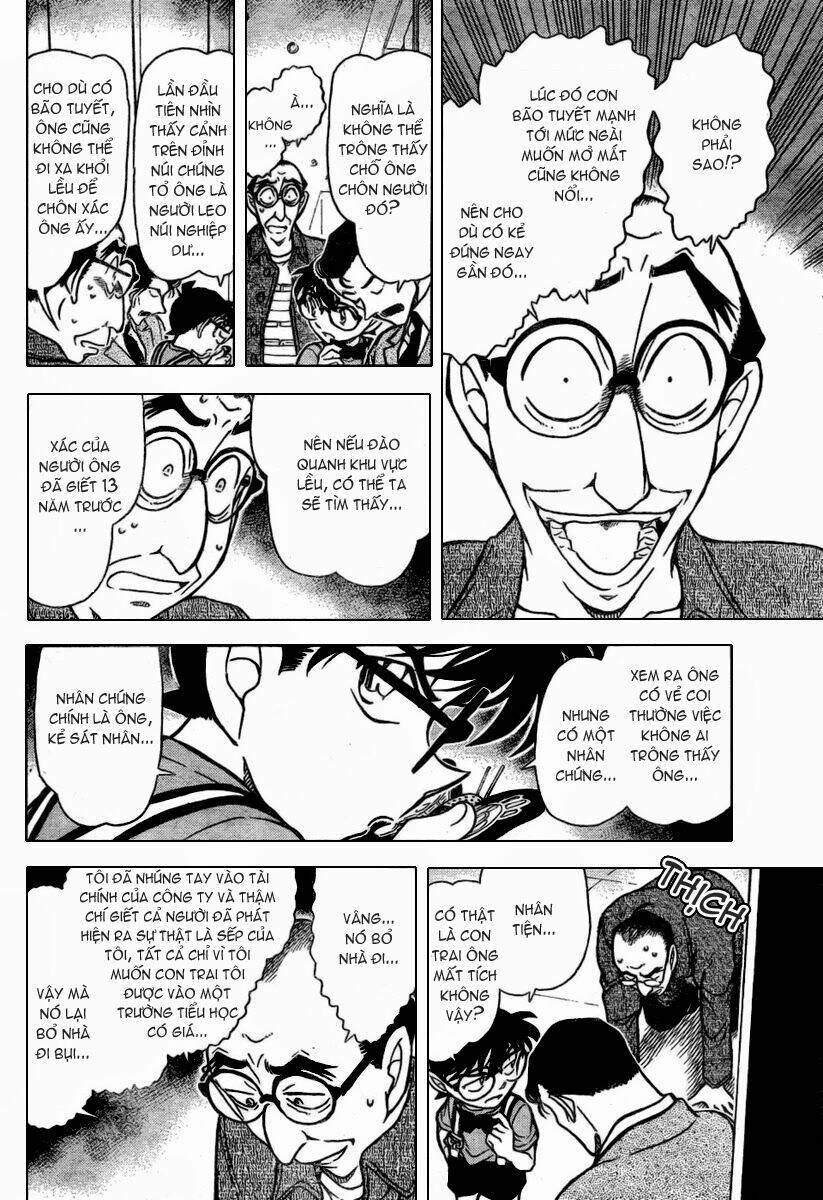 KHÔNG
PHẢI
SAO!?
LÚC ĐÓ CƠN
BÃO TUYẾT MẠNH
TỚI MỨC NGÀI
MUỐN MỞ MẮT
CŨNG KHÔNG
NỔI...
NÊN CHO
DÙ CÓ KẺ
ĐỨNG NGAY
GẦN ĐÓ...
NGHĨA LÀ
KHÔNG THỂ
TRÔNG THẤY
CHỖ ÔNG
CHÔN NGƯỜI
ĐÓ?
À...
KHÔNG
...
LẦN ĐẦU
TIÊN NHÌN
THẤY CẢNH
TRÊN ĐỈNH
NÚI CHỨNG
TỎ ÔNG LÀ
NGƯỜI LEO
NÚI NGHIỆP
DƯ...
CHO DÙ CÓ
BÃO TUYẾT,
ÔNG CŨNG
KHÔNG THỂ
ĐI XA KHỎI
LỀU ĐỂ
CHÔN XÁC
ÔNG ẤY...
NÊN NẾU ĐÀO
QUANH KHU VỰC
LỀU, CÓ THỂ TA
SẼ TÌM THẤY...
XÁC CỦA
NGƯỜI ÔNG
ĐÃ GIẾT 13
NĂM TRƯỚC
...
XEM RA ÔNG
CÓ VẺ COI
THƯỜNG VIỆC
KHÔNG AI
TRÔNG THẤY
ÔNG...
NHƯNG
CÓ MỘT
NHÂN
CHỨNG...
NHÂN CHỨNG
CHÍNH LÀ ÔNG,
KẺ SÁT NHÂN...
THỊCH
NHÂN
TIỆN...
CÓ THẬT
LÀ CON
TRAI ÔNG
MẤT TÍCH
KHÔNG
VẬY?
VÂNG...
NÓ BỎ
NHÀ ĐI...
TÔI ĐÃ NHÚNG TAY VÀO TÀI
CHÍNH CỦA CÔNG TY VÀ THẬM
CHÍ GIẾT CẢ NGƯỜI ĐÃ PHÁT
HIỆN RA SỰ THẬT LÀ SẾP CỦA
TÔI, TẤT CẢ CHỈ VÌ TÔI
MUỐN CON TRAI TÔI
ĐƯỢC VÀO MỘT
TRƯỜNG TIỂU HỌC
CÓ GIÁ...
VẬY MÀ
NÓ LẠI
BỎ NHÀ
ĐI BỤI...